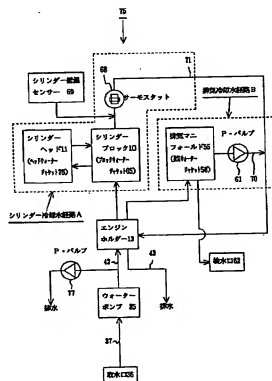 75
シリンダー壁温
センサー 69
68
サーモスタット
71
排気冷却水経路B
シリンダー
ヘッド11
シリンダー
ブロック10
排気マニ
フォールド55
P-バルブ
61
70
シリンダー冷却水経路A
エンジン
ホルダー13
検水口62
P-バルブ
77
42
43
排水
排水
ウォーター
ポンプ 35
37
取水口36